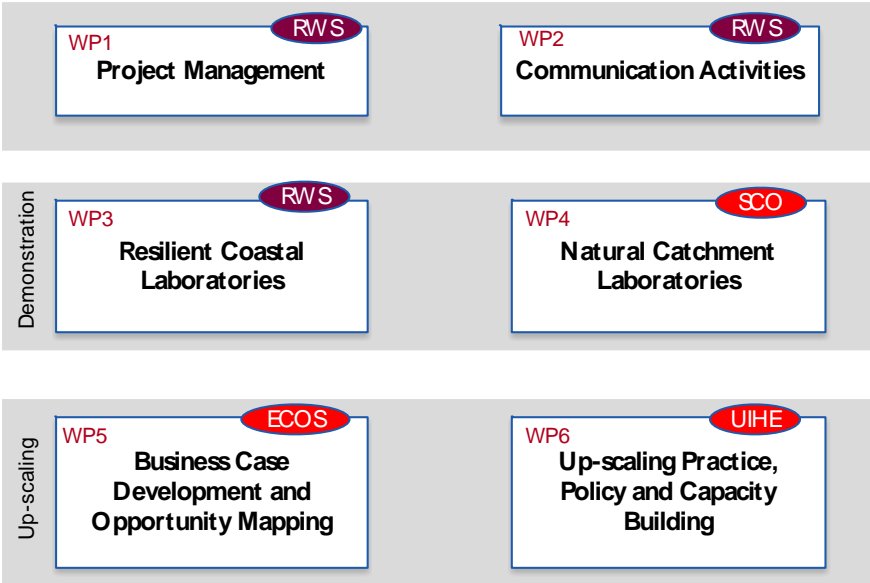 RWS
WP1
Project Management
RWS
WP2
Communication Activities
Demonstration
RWS
WP3
Resilient Coastal
Laboratories
SCO
WP4
Natural Catchment
Laboratories
Up-scaling
ECOS
WP5
Business Case
Development and
Opportunity Mapping
UIHE
WP6
Up-scaling Practice,
Policy and Capacity
Building